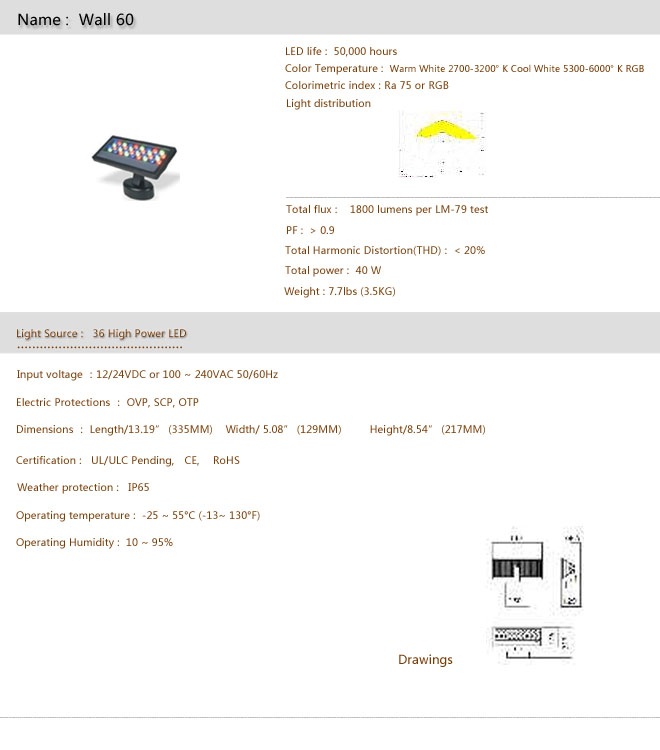 Name : Wall 60
LED life : 50,000 hours
Color Temperature : Warm White 2700-3200° K Cool White 5300-6000° K RGB
Colorimetric index : Ra 75 or RGB
Light distribution
Total flux : 1800 lumens per LM-79 test
PF : > 0.9
Total Harmonic Distortion(THD) : < 20%
Total power : 40 W
Weight : 7.7lbs (3.5KG)
Light Source : 36 High Power LED
Input voltage : 12/24VDC or 100 ~ 240VAC 50/60Hz
Electric Protections : OVP, SCP, OTP
Dimensions : Length/13.19" (335MM) Width/ 5.08" (129MM) Height/8.54" (217MM)
Certification : UL/ULC Pending, CE, RoHS
Weather protection : IP65
Operating temperature : -25 ~ 55°C (-13~ 130°F)
Operating Humidity : 10 ~ 95%
Drawings